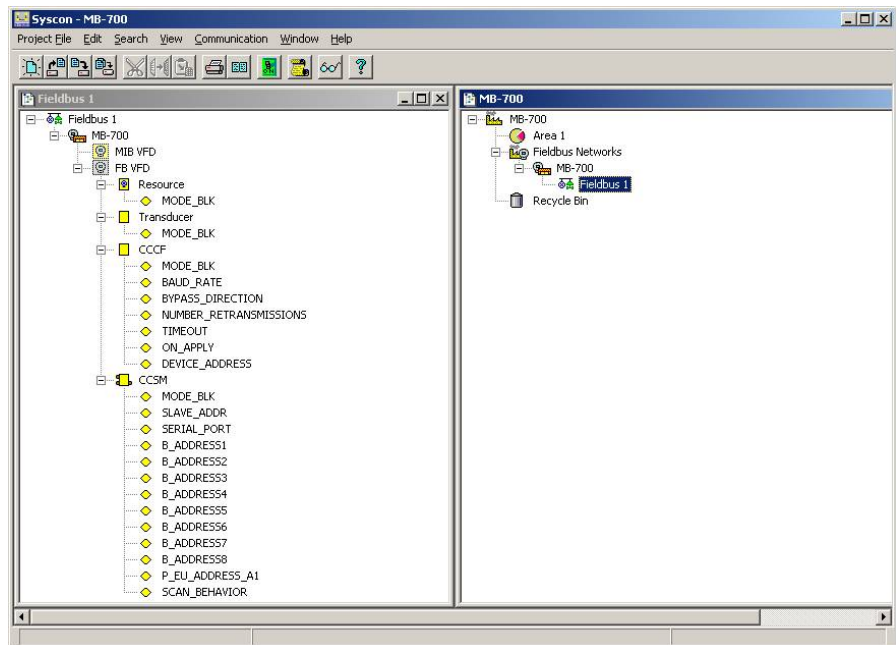 Syscon - MB-700
Project File Edit Search View Communication Window Help
Fieldbus 1
Fieldbus 1
MB-700
MIB VFD
FB VFD
Resource
MODE_BLK
Transducer
MODE_BLK
CCCF
MODE_BLK
BAUD_RATE
BYPASS_DIRECTION
NUMBER_RETRANSMISSIONS
TIMEOUT
ON_APPLY
DEVICE_ADDRESS
CCSM
MODE_BLK
SLAVE_ADDR
SERIAL_PORT
B_ADDRESS1
B_ADDRESS2
B_ADDRESS3
B_ADDRESS4
B_ADDRESS5
B_ADDRESS6
B_ADDRESS7
B_ADDRESS8
P_EU_ADDRESS_A1
SCAN_BEHAVIOR
MB-700
MB-700
Area 1
Fieldbus Networks
MB-700
Fieldbus 1
Recycle Bin